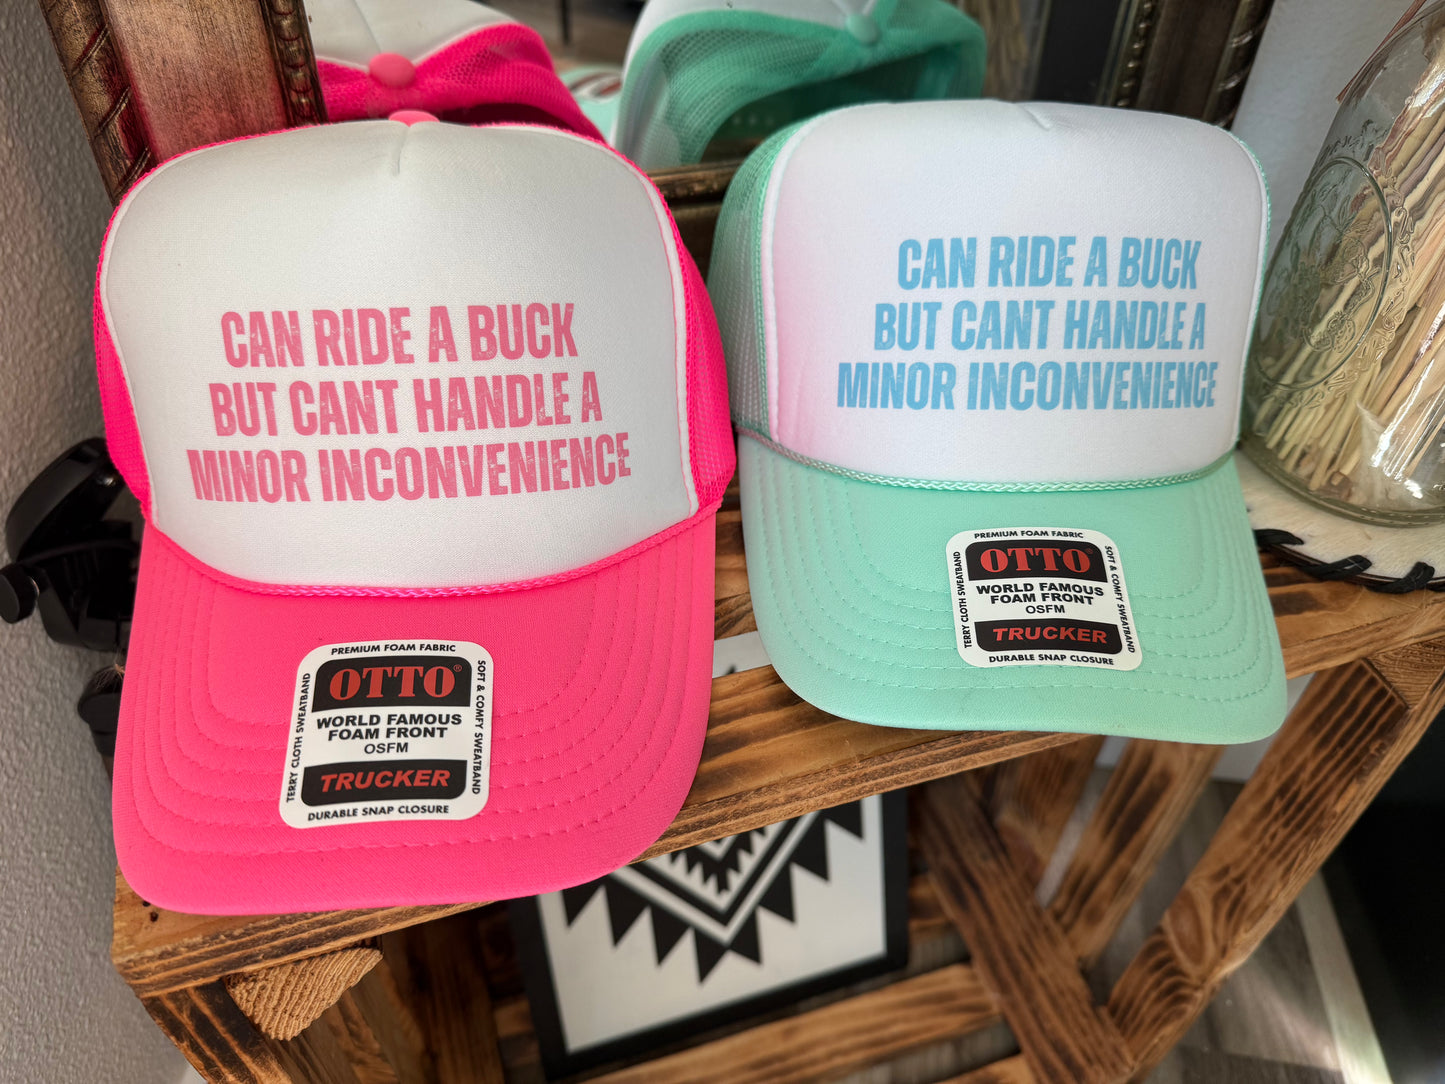 CAN RIDE A BUCK
BUT CANT HANDLE A
MINOR INCONVENIENCE
PREMIUM FOAM FABRIC
OTTO®
WORLD FAMOUS
FOAM FRONT
OSFM
TRUCKER
DURABLE SNAP CLOSURE
TERRY CLOTH SWEATBAND
SOFT & COMFY SWEATBAND
CAN RIDE A BUCK
BUT CANT HANDLE A
MINOR INCONVENIENCE
PREMIUM FOAM FABRIC
OTTO
WORLD FAMOUS
FOAM FRONT
OSFM
TRUCKER
DURABLE SNAP CLOSURE
TERRY CLOTH SWEATBAND
SOFT & COMFY SWEATBAND